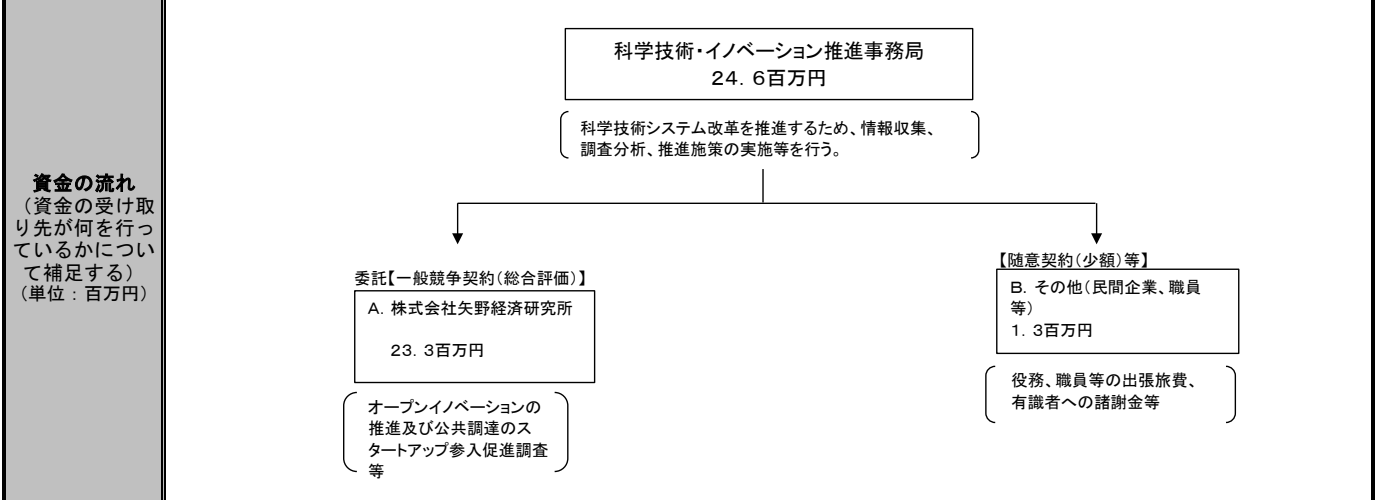 資金の流れ
(資金の受け取
り先が何を行っ
ているかについ
て補足する)
(単位:百万円)
科学技術・イノベーション推進事務局
24.6百万円
科学技術システム改革を推進するため、情報収集、
調査分析、推進施策の実施等を行う。
委託【一般競争契約(総合評価)】
A.株式会社矢野経済研究所
23.3百万円
オープンイノベーションの
推進及び公共調達のス
タートアップ参入促進調査
等
【随意契約(少額)等】
B.その他(民間企業、職員
等)
1.3百万円
役務、職員等の出張旅費、
有識者への諸謝金等